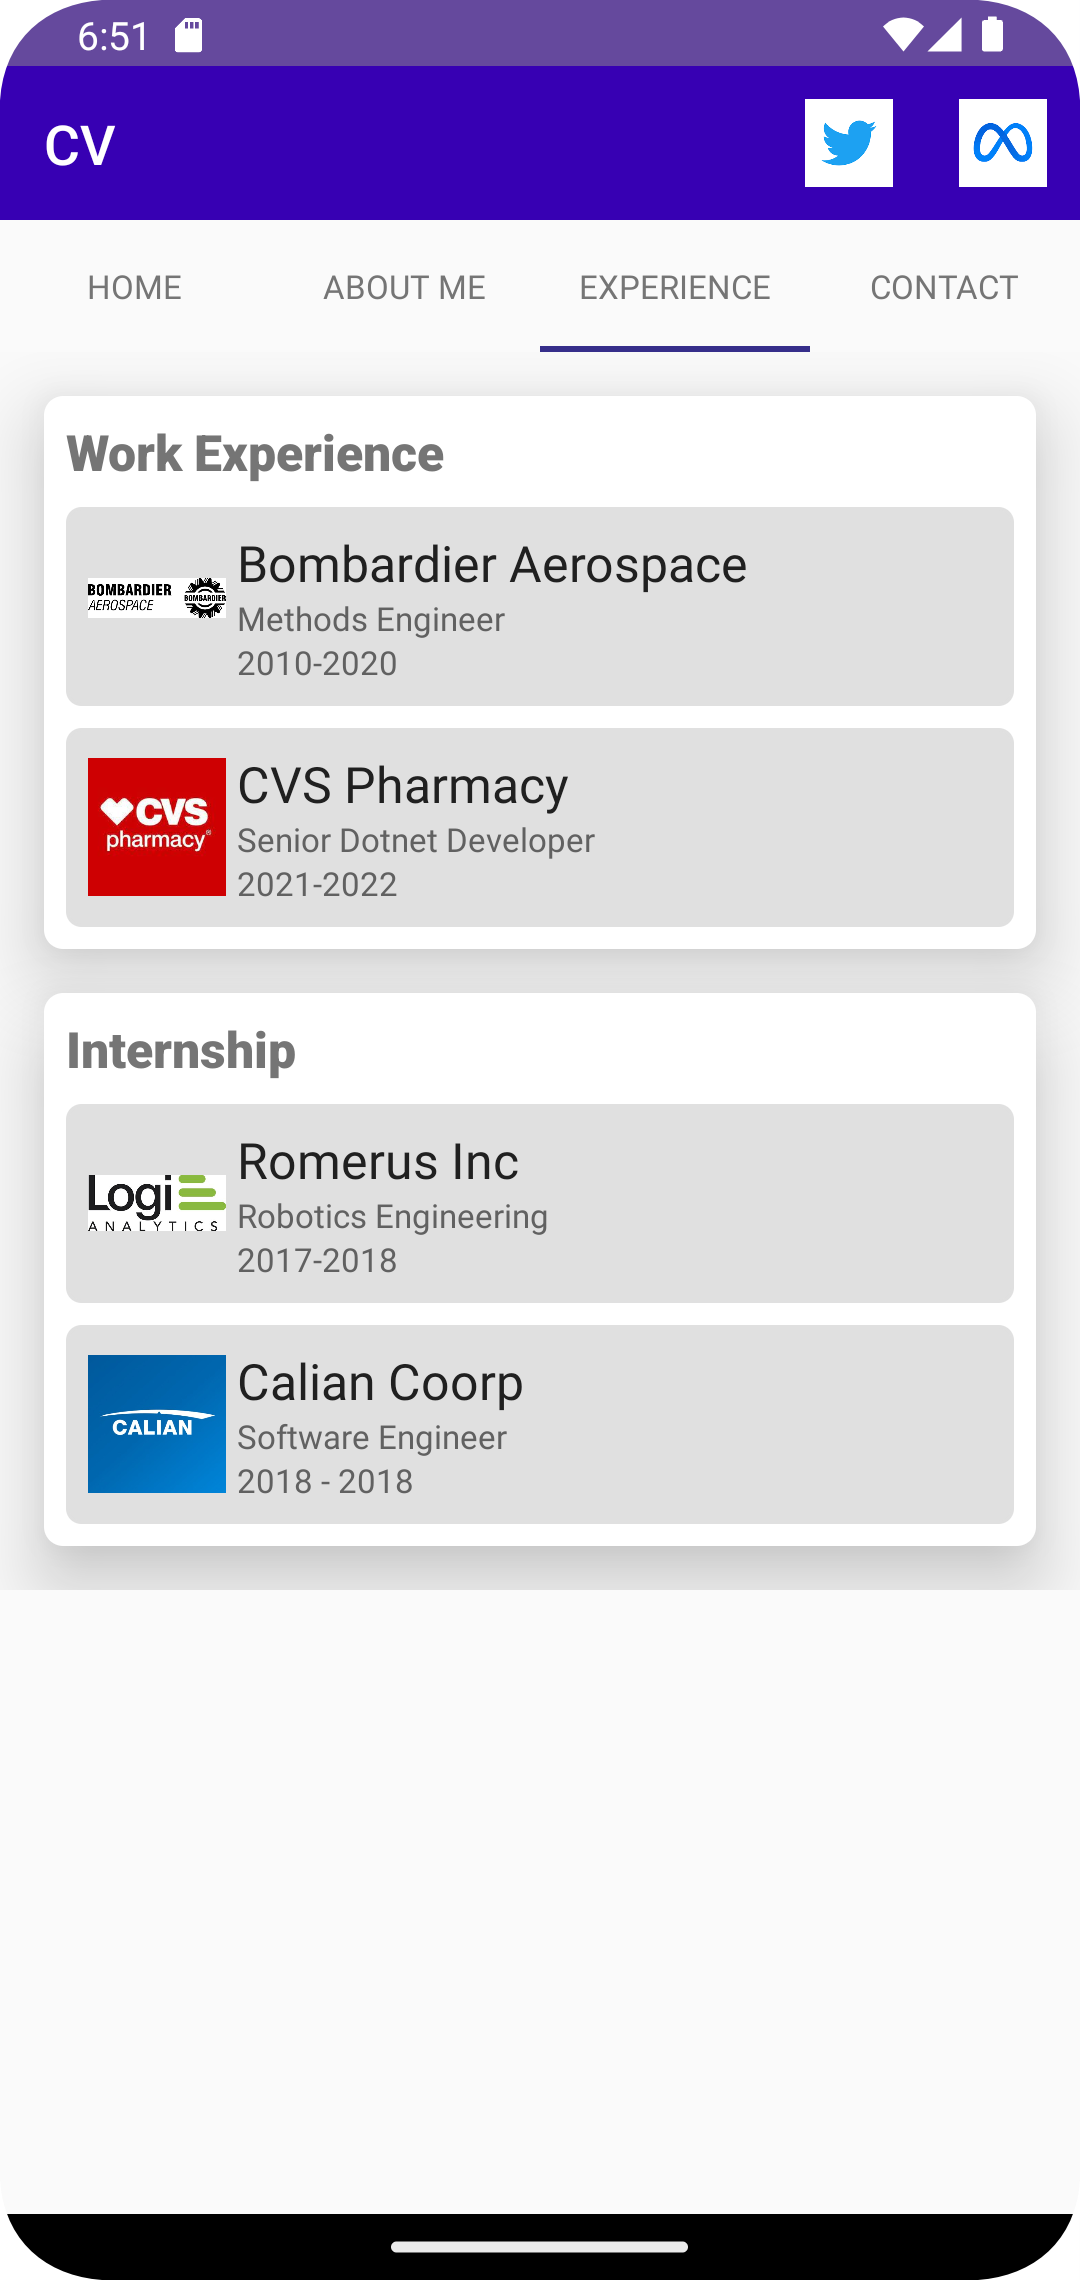 6:51
CV
HOME ABOUT ME EXPERIENCE CONTACT
Work Experience
BOMBARDIER
AEROSPACE
BOMBARDIER
Bombardier Aerospace
Methods Engineer
2010-2020
CVS
pharmacy®
CVS Pharmacy
Senior Dotnet Developer
2021-2022
Internship
Logi
ANALYTICS
Romerus Inc
Robotics Engineering
2017-2018
CALIAN
Calian Coorp
Software Engineer
2018 - 2018